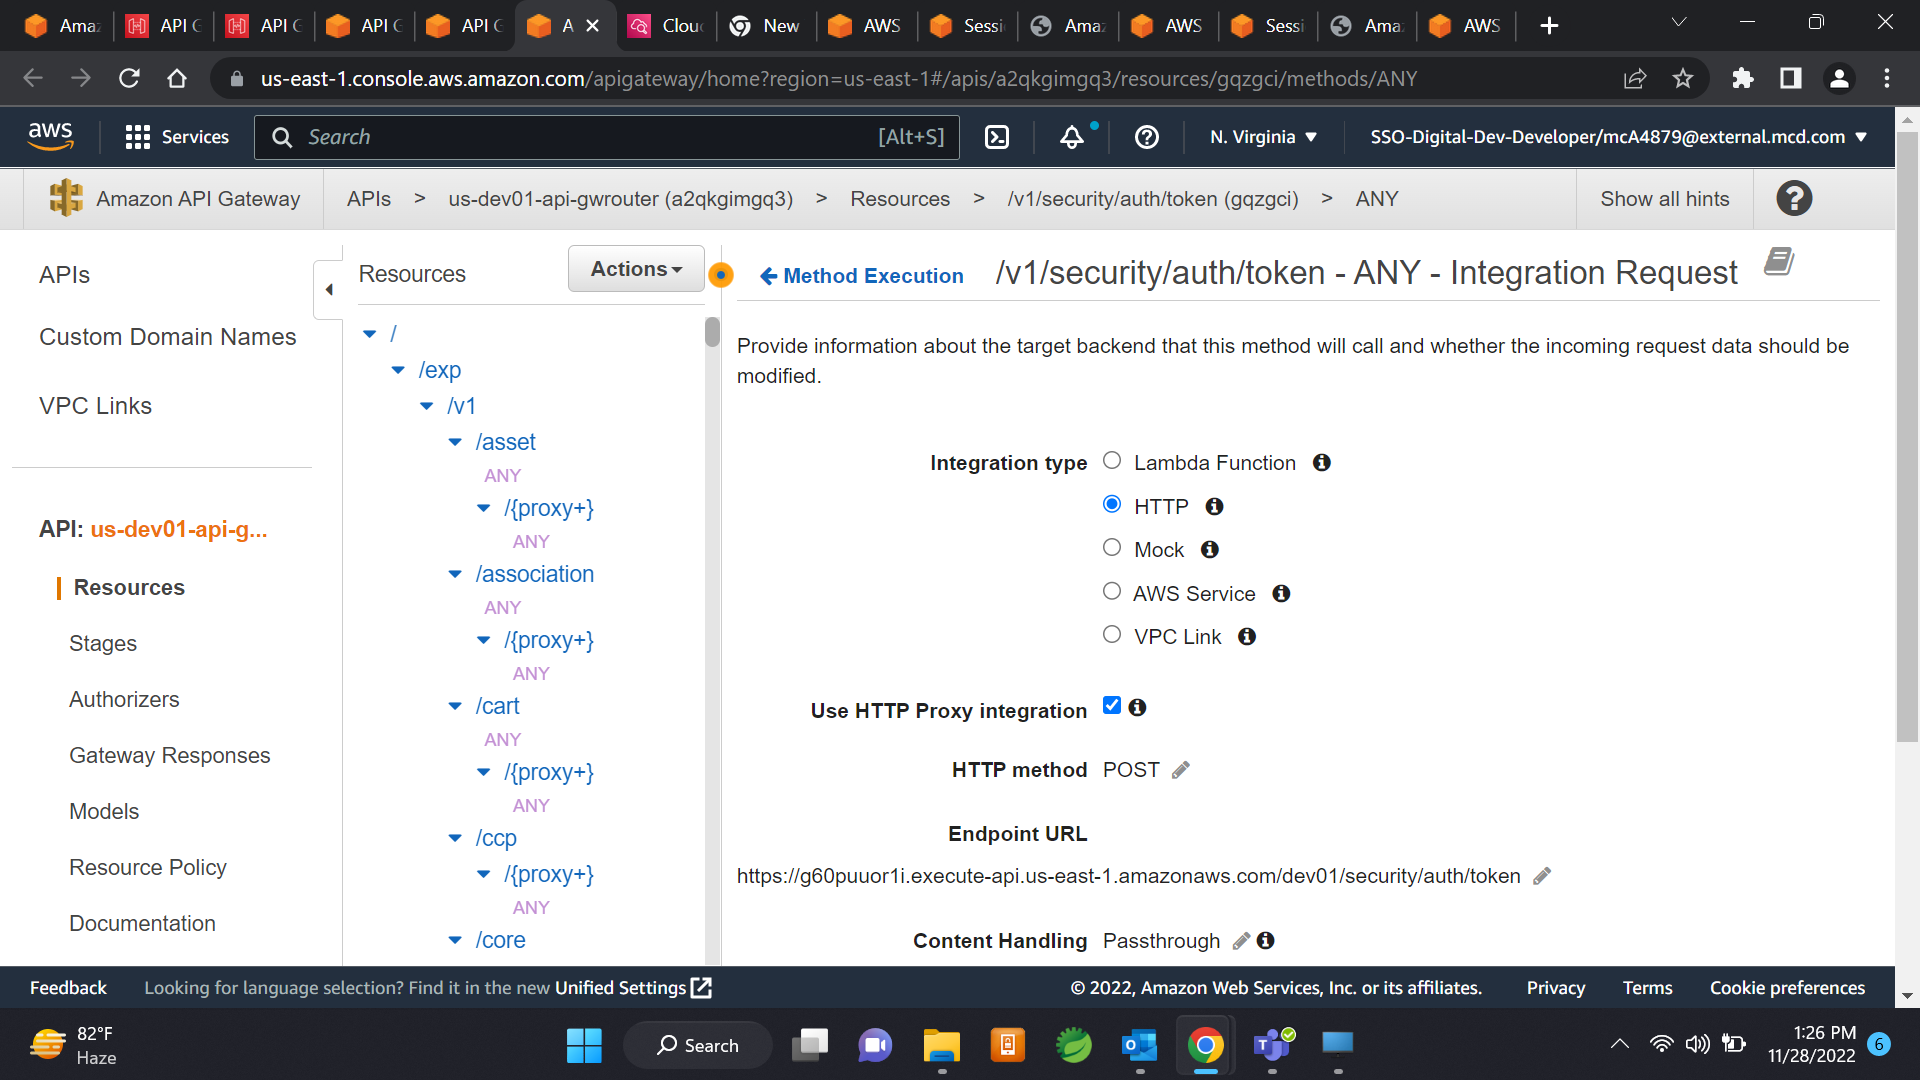 Ama
API G
API G
API G
API G
A
Clou
New
AWS
Sessi
Ama
AWS
Sessi
Ama
AWS
us-east-1.console.aws.amazon.com/apigateway/home?region=us-east-1#/apis/a2qkgimgq3/resources/gqzgci/methods/ANY
aws
Services
Search
[Alt+S]
N. Virginia
SSO-Digital-Dev-Developer/mcA4879@external.mcd.com
Amazon API Gateway
APIs > us-dev01-api-gwrouter (a2qkgimgq3) > Resources > /v1/security/auth/token (gqzgci) > ANY
Show all hints
APIs
Custom Domain Names
VPC Links
API: us-dev01-api-g...
Resources
Stages
Authorizers
Gateway Responses
Models
Resource Policy
Documentation
Resources
Actions
/
/exp
/v1
/asset
ANY
/{proxy+}
ANY
/association
ANY
/{proxy+}
ANY
/cart
ANY
/{proxy+}
ANY
/ccp
/{proxy+}
ANY
/core
Method Execution
/v1/security/auth/token - ANY - Integration Request
Provide information about the target backend that this method will call and whether the incoming request data should be
modified.
Integration type
Lambda Function
HTTP
Mock
AWS Service
VPC Link
Use HTTP Proxy integration
HTTP method POST
Endpoint URL
https://g60puuor1i.execute-api.us-east-1.amazonaws.com/dev01/security/auth/token
Content Handling Passthrough
Feedback
Looking for language selection? Find it in the new Unified Settings
© 2022, Amazon Web Services, Inc. or its affiliates.
Privacy
Terms
Cookie preferences
82°F
Haze
Search
1:26 PM
11/28/2022
6